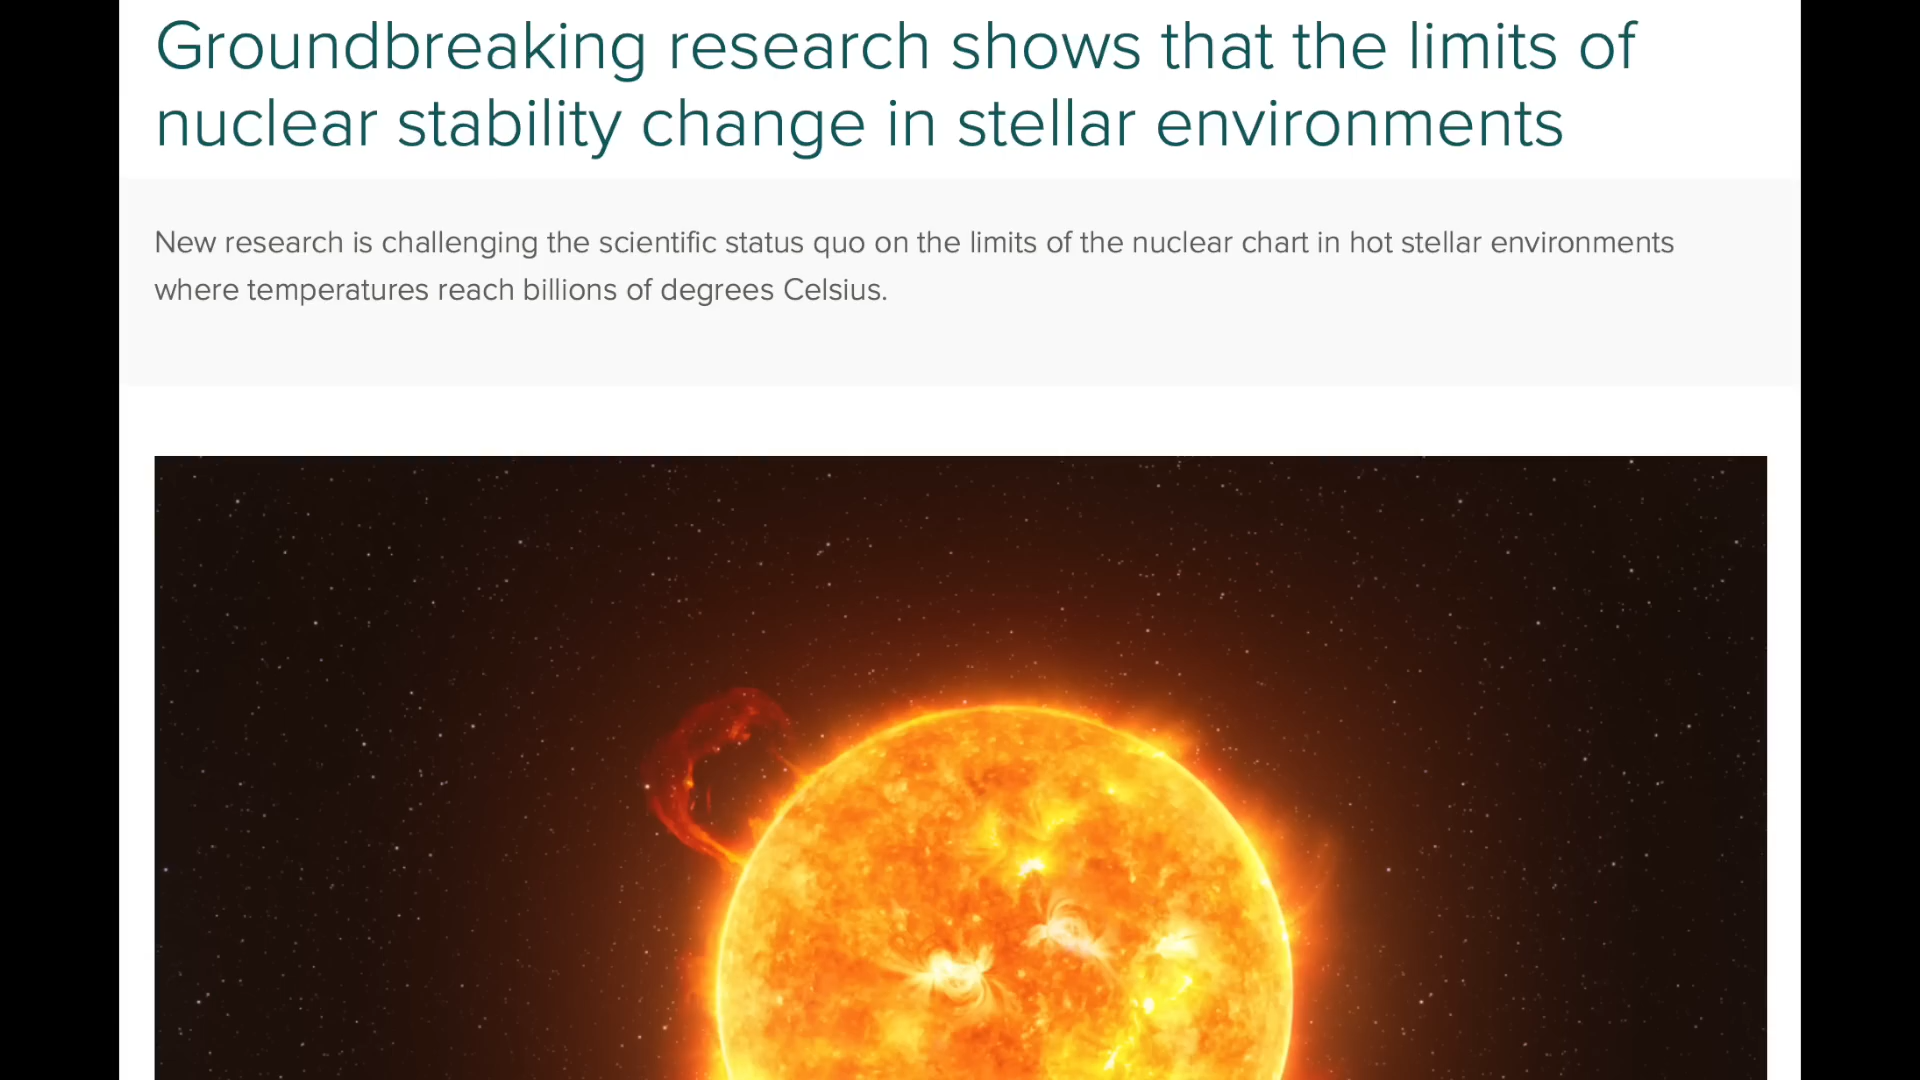 Groundbreaking research shows that the limits of
nuclear stability change in stellar environments
New research is challenging the scientific status quo on the limits of the nuclear chart in hot stellar environments
where temperatures reach billions of degrees Celsius.